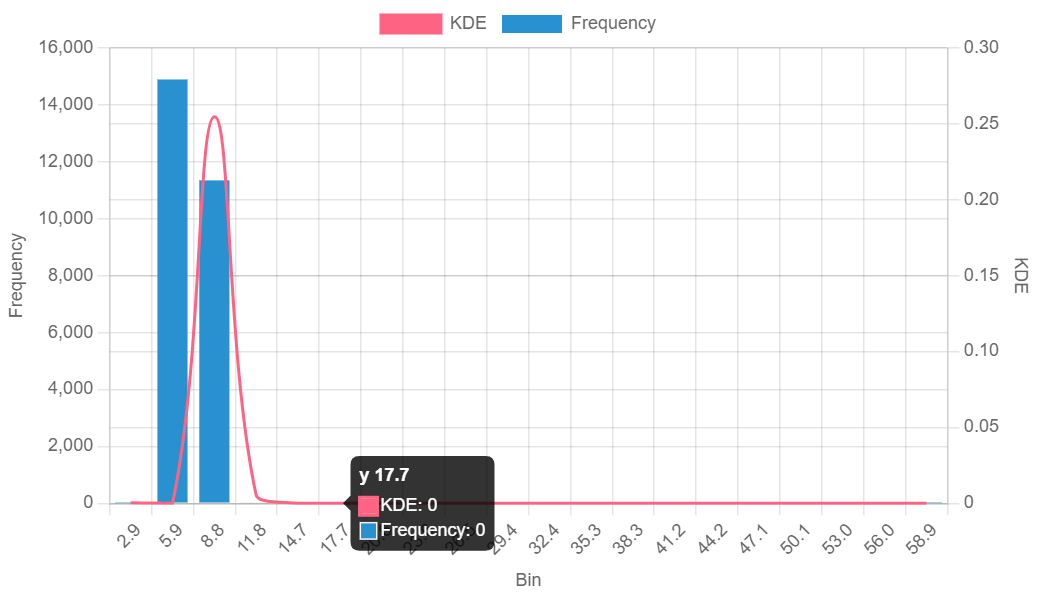 KDE Frequency
16,000
14,000
12,000
10,000
8,000
6,000
4,000
2,000
0
Frequency
0.30
0.25
0.20
0.15
0.10
0.05
0
KDE
y 17.7
KDE: 0
Frequency: 0
2.9 5.9 8.8 11.8 14.7 17.7 29.4 32.4 35.3 38.3 41.2 44.2 47.1 50.1 53.0 56.0 58.9
Bin